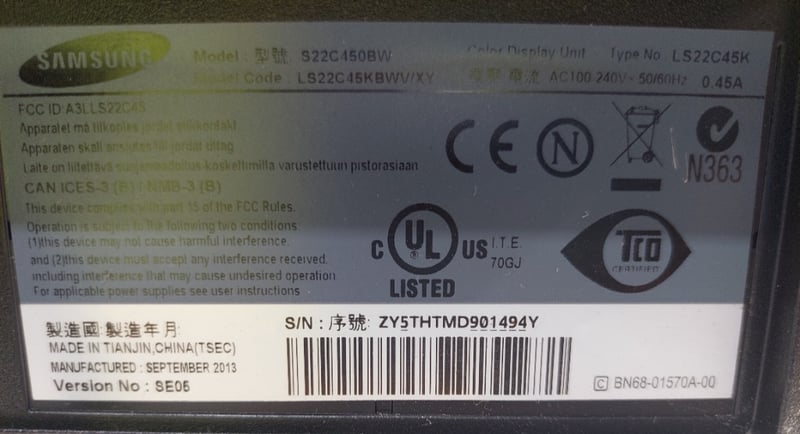 SAMSUNG
Model : 型號 S22C450BW
Model Code : LS22C45KBWV/XY
Color Display Unit
Type No : LS22C45K
電壓 電流 AC100-240V~ 50/60Hz 0.45A
FCC ID:A3LLS22C45
Apparatet må tilkoples jordet stikkontakt
Apparaten skall anslutas till jordat uttag
Laite on liitettävä suojamaadoitus-koskettimilla varustettuun pistorasiaan
CAN ICES-3 (B) / NMB-3 (B)
This device complies with part 15 of the FCC Rules.
Operation is subject to the following two conditions:
(1)this device may not cause harmful interference.
and (2)this device must accept any interference received.
including interference that may cause undesired operation
For applicable power supplies see user instructions
CE
N
N363
C UL US
®
LISTED
I.T.E.
70GJ
TCO
CERTIFIED
製造國 製造年月:
MADE IN TIANJIN,CHINA(TSEC)
MANUFACTURED : SEPTEMBER 2013
Version No : SE05
S/N : 序號: ZY5THTMD901494Y
C BN68-01570A-00